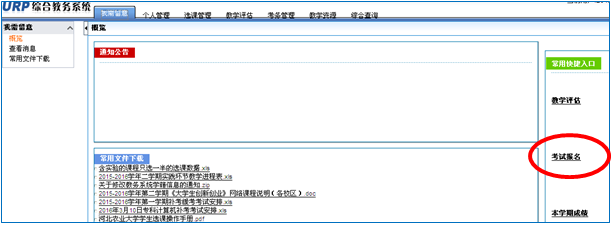 URP 综合教务系统
我的信息 个人管理 选课管理 教学评估 考务管理 教学资源 综合查询
我的信息
概览
查看消息
常用文件下载
概览
通知公告
常用快捷入口
教学评估
考试报名
本学期成绩
常用文件下载
含实验的课程只选一半的选课数据.xls
2015-2016学年二学期实践环节教学进程表.xls
关于修改教务系统学籍信息的通知.zip
2015-2016学年第二学期《大学生创新创业》网络课程说明(各校区).doc
2015-2016学年第一学期补考缓考考试安排.xls
2016年3月10日专科计算机补考考试安排.xls
河北农业大学学生选课操作手册.pdf